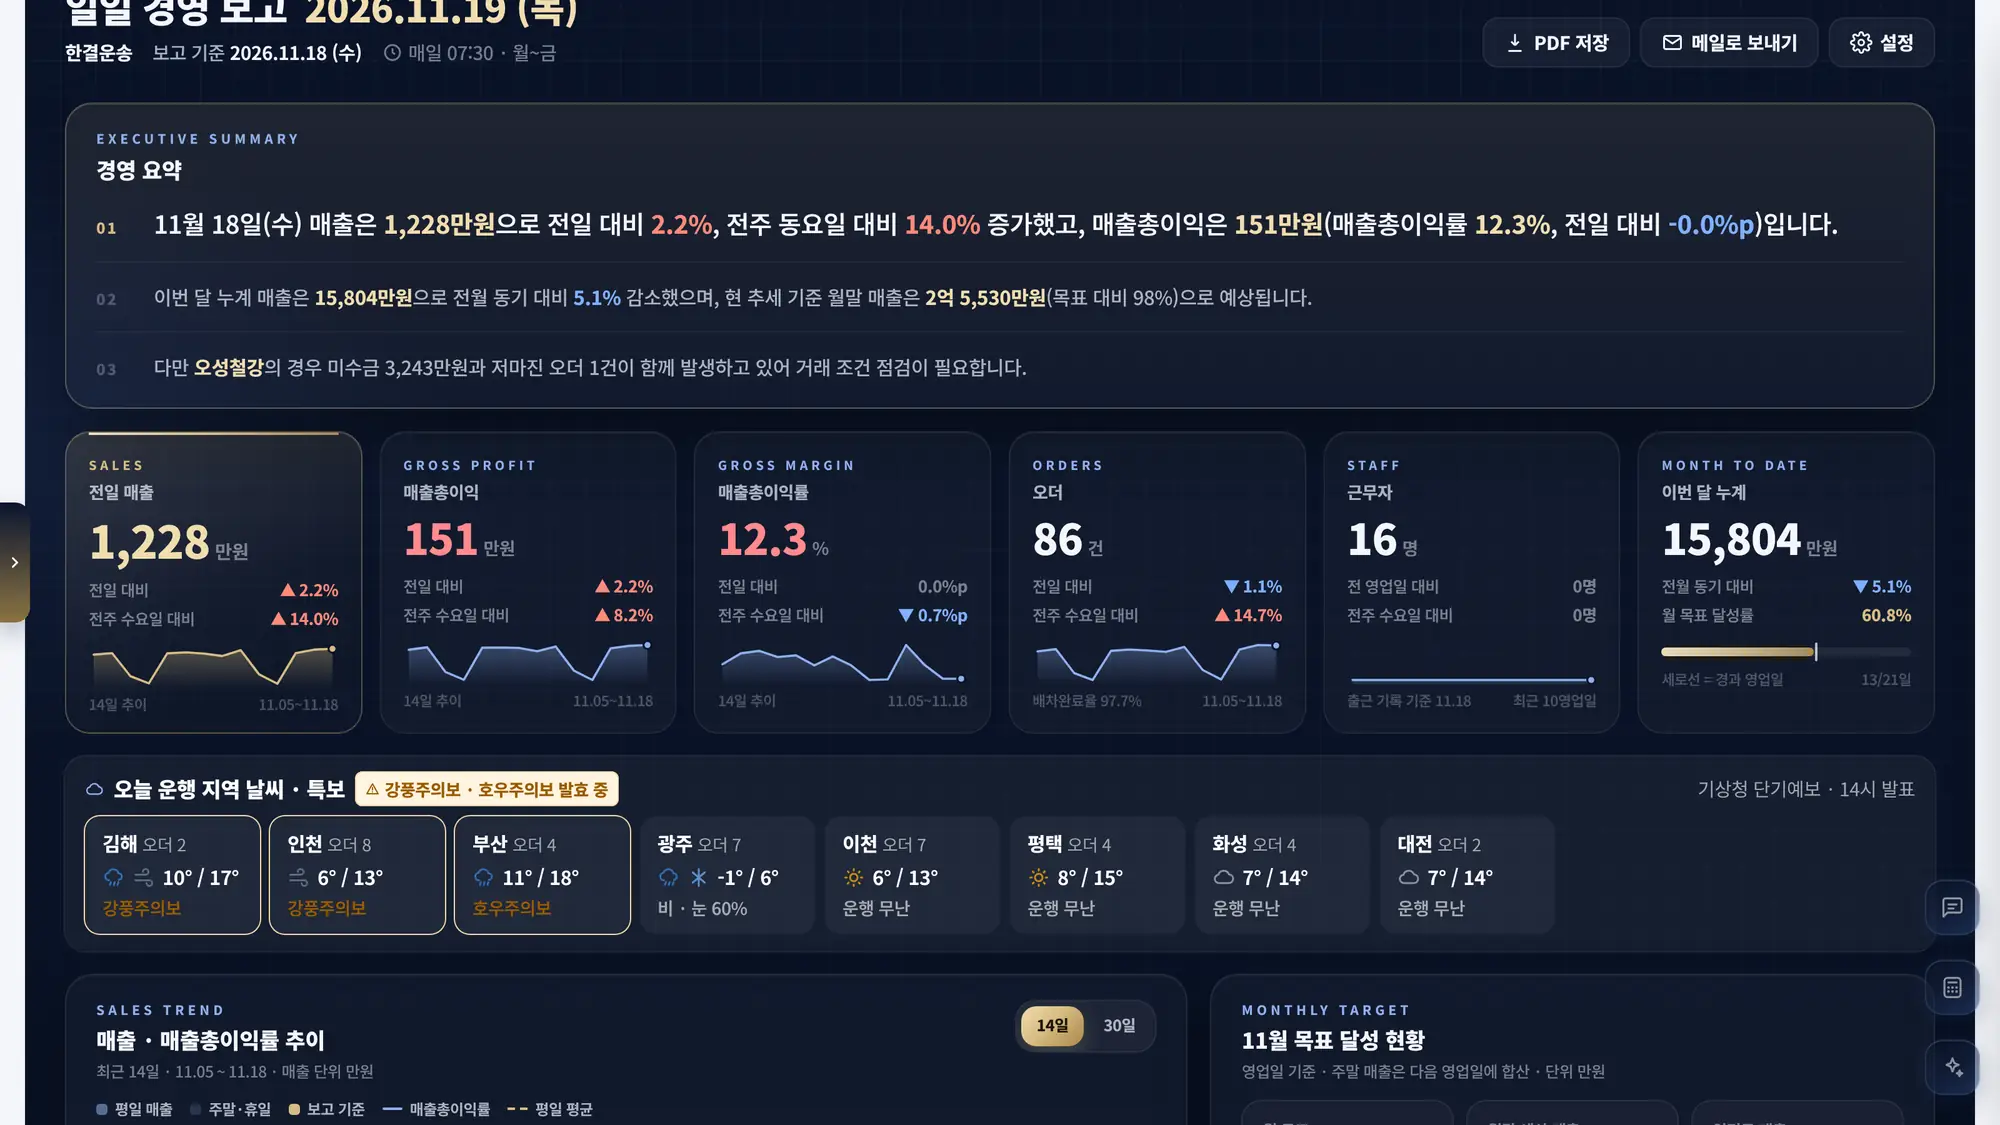 일일 경영 보고 2026.11.19 (목)
한결운송 보고 기준 2026.11.18 (수) 매일 07:30 · 월~금
PDF 저장
메일로 보내기
설정
EXECUTIVE SUMMARY
경영 요약
01 11월 18일(수) 매출은 1,228만원으로 전일 대비 2.2%, 전주 동요일 대비 14.0% 증가했고, 매출총이익은 151만원(매출총이익률 12.3%, 전일 대비 -0.0%p)입니다.
02 이번 달 누계 매출은 15,804만원으로 전월 동기 대비 5.1% 감소했으며, 현 추세 기준 월말 매출은 2억 5,530만원(목표 대비 98%)으로 예상됩니다.
03 다만 오성철강의 경우 미수금 3,243만원과 저마진 오더 1건이 함께 발생하고 있어 거래 조건 점검이 필요합니다.
SALES
전일 매출
1,228 만원
전일 대비 ▲2.2%
전주 수요일 대비 ▲14.0%
14일 추이 11.05~11.18
GROSS PROFIT
매출총이익
151 만원
전일 대비 ▲2.2%
전주 수요일 대비 ▲8.2%
14일 추이 11.05~11.18
GROSS MARGIN
매출총이익률
12.3 %
전일 대비 0.0%p
전주 수요일 대비 ▼0.7%p
14일 추이 11.05~11.18
ORDERS
오더
86 건
전일 대비 ▼1.1%
전주 수요일 대비 ▲14.7%
배차완료율 97.7% 11.05~11.18
STAFF
근무자
16 명
전 영업일 대비 0명
전주 수요일 대비 0명
출근 기록 기준 11.18 최근 10영업일
MONTH TO DATE
이번 달 누계
15,804 만원
전월 동기 대비 ▼5.1%
월 목표 달성률 60.8%
세로선 = 경과 영업일 13/21일
오늘 운행 지역 날씨 · 특보 ⚠ 강풍주의보 · 호우주의보 발효 중 기상청 단기예보 · 14시 발표
김해 오더 2
10° / 17°
강풍주의보
인천 오더 8
6° / 13°
강풍주의보
부산 오더 4
11° / 18°
호우주의보
광주 오더 7
-1° / 6°
비 · 눈 60%
이천 오더 7
6° / 13°
운행 무난
평택 오더 4
8° / 15°
운행 무난
화성 오더 4
7° / 14°
운행 무난
대전 오더 2
7° / 14°
운행 무난
SALES TREND
매출 · 매출총이익률 추이
최근 14일 · 11.05 ~ 11.18 · 매출 단위 만원
14일 30일
평일 매출 주말·휴일 보고 기준 매출총이익률 평일 평균
MONTHLY TARGET
11월 목표 달성 현황
영업일 기준 · 주말 매출은 다음 영업일에 합산 · 단위 만원